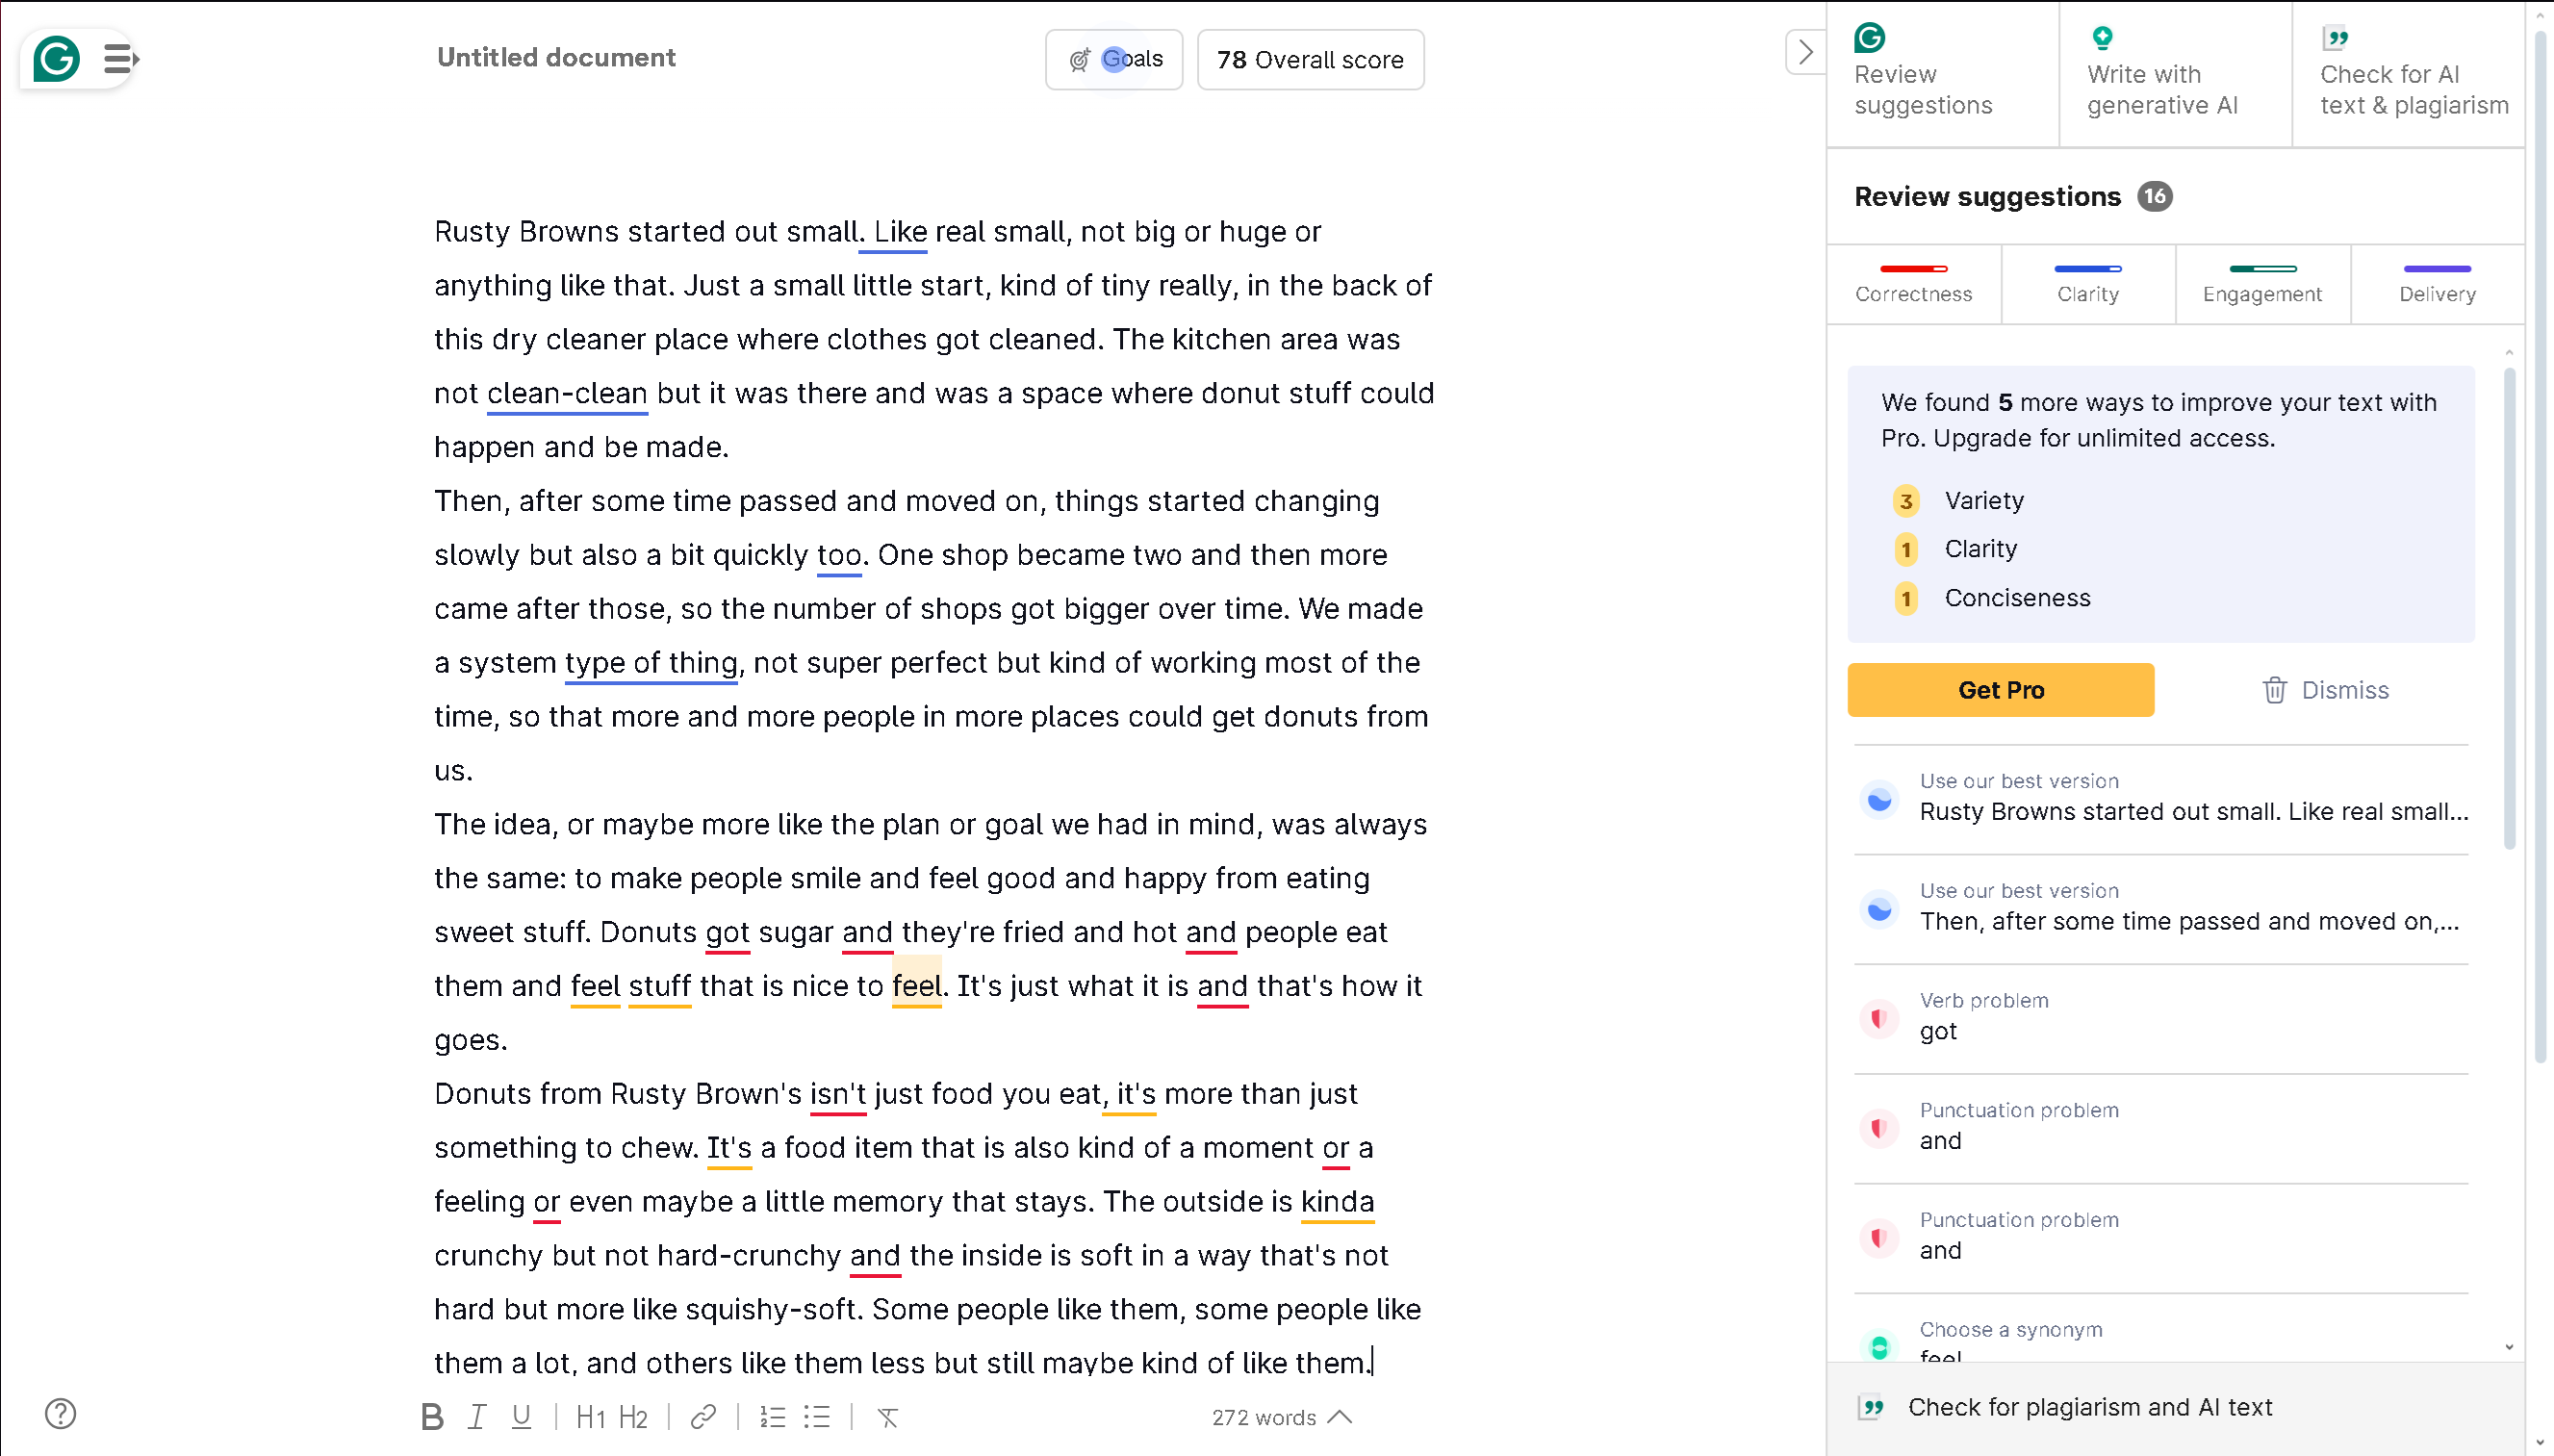 Untitled document
Goals
78 Overall score
Review
suggestions
Write with
generative AI
Check for AI
text & plagiarism
Rusty Browns started out small. Like real small, not big or huge or
anything like that. Just a small little start, kind of tiny really, in the back of
this dry cleaner place where clothes got cleaned. The kitchen area was
not clean-clean but it was there and was a space where donut stuff could
happen and be made.
Then, after some time passed and moved on, things started changing
slowly but also a bit quickly too. One shop became two and then more
came after those, so the number of shops got bigger over time. We made
a system type of thing, not super perfect but kind of working most of the
time, so that more and more people in more places could get donuts from
us.
The idea, or maybe more like the plan or goal we had in mind, was always
the same: to make people smile and feel good and happy from eating
sweet stuff. Donuts got sugar and they're fried and hot and people eat
them and feel stuff that is nice to feel. It's just what it is and that's how it
goes.
Donuts from Rusty Brown's isn't just food you eat, it's more than just
something to chew. It's a food item that is also kind of a moment or a
feeling or even maybe a little memory that stays. The outside is kinda
crunchy but not hard-crunchy and the inside is soft in a way that's not
hard but more like squishy-soft. Some people like them, some people like
them a lot, and others like them less but still maybe kind of like them.
B I U H1 H2
272 words
Review suggestions 16
Correctness
Clarity
Engagement
Delivery
We found 5 more ways to improve your text with
Pro. Upgrade for unlimited access.
3 Variety
1 Clarity
1 Conciseness
Get Pro
Dismiss
Use our best version
Rusty Browns started out small. Like real small...
Use our best version
Then, after some time passed and moved on,...
Verb problem
got
Punctuation problem
and
Punctuation problem
and
Choose a synonym
feel
Check for plagiarism and AI text